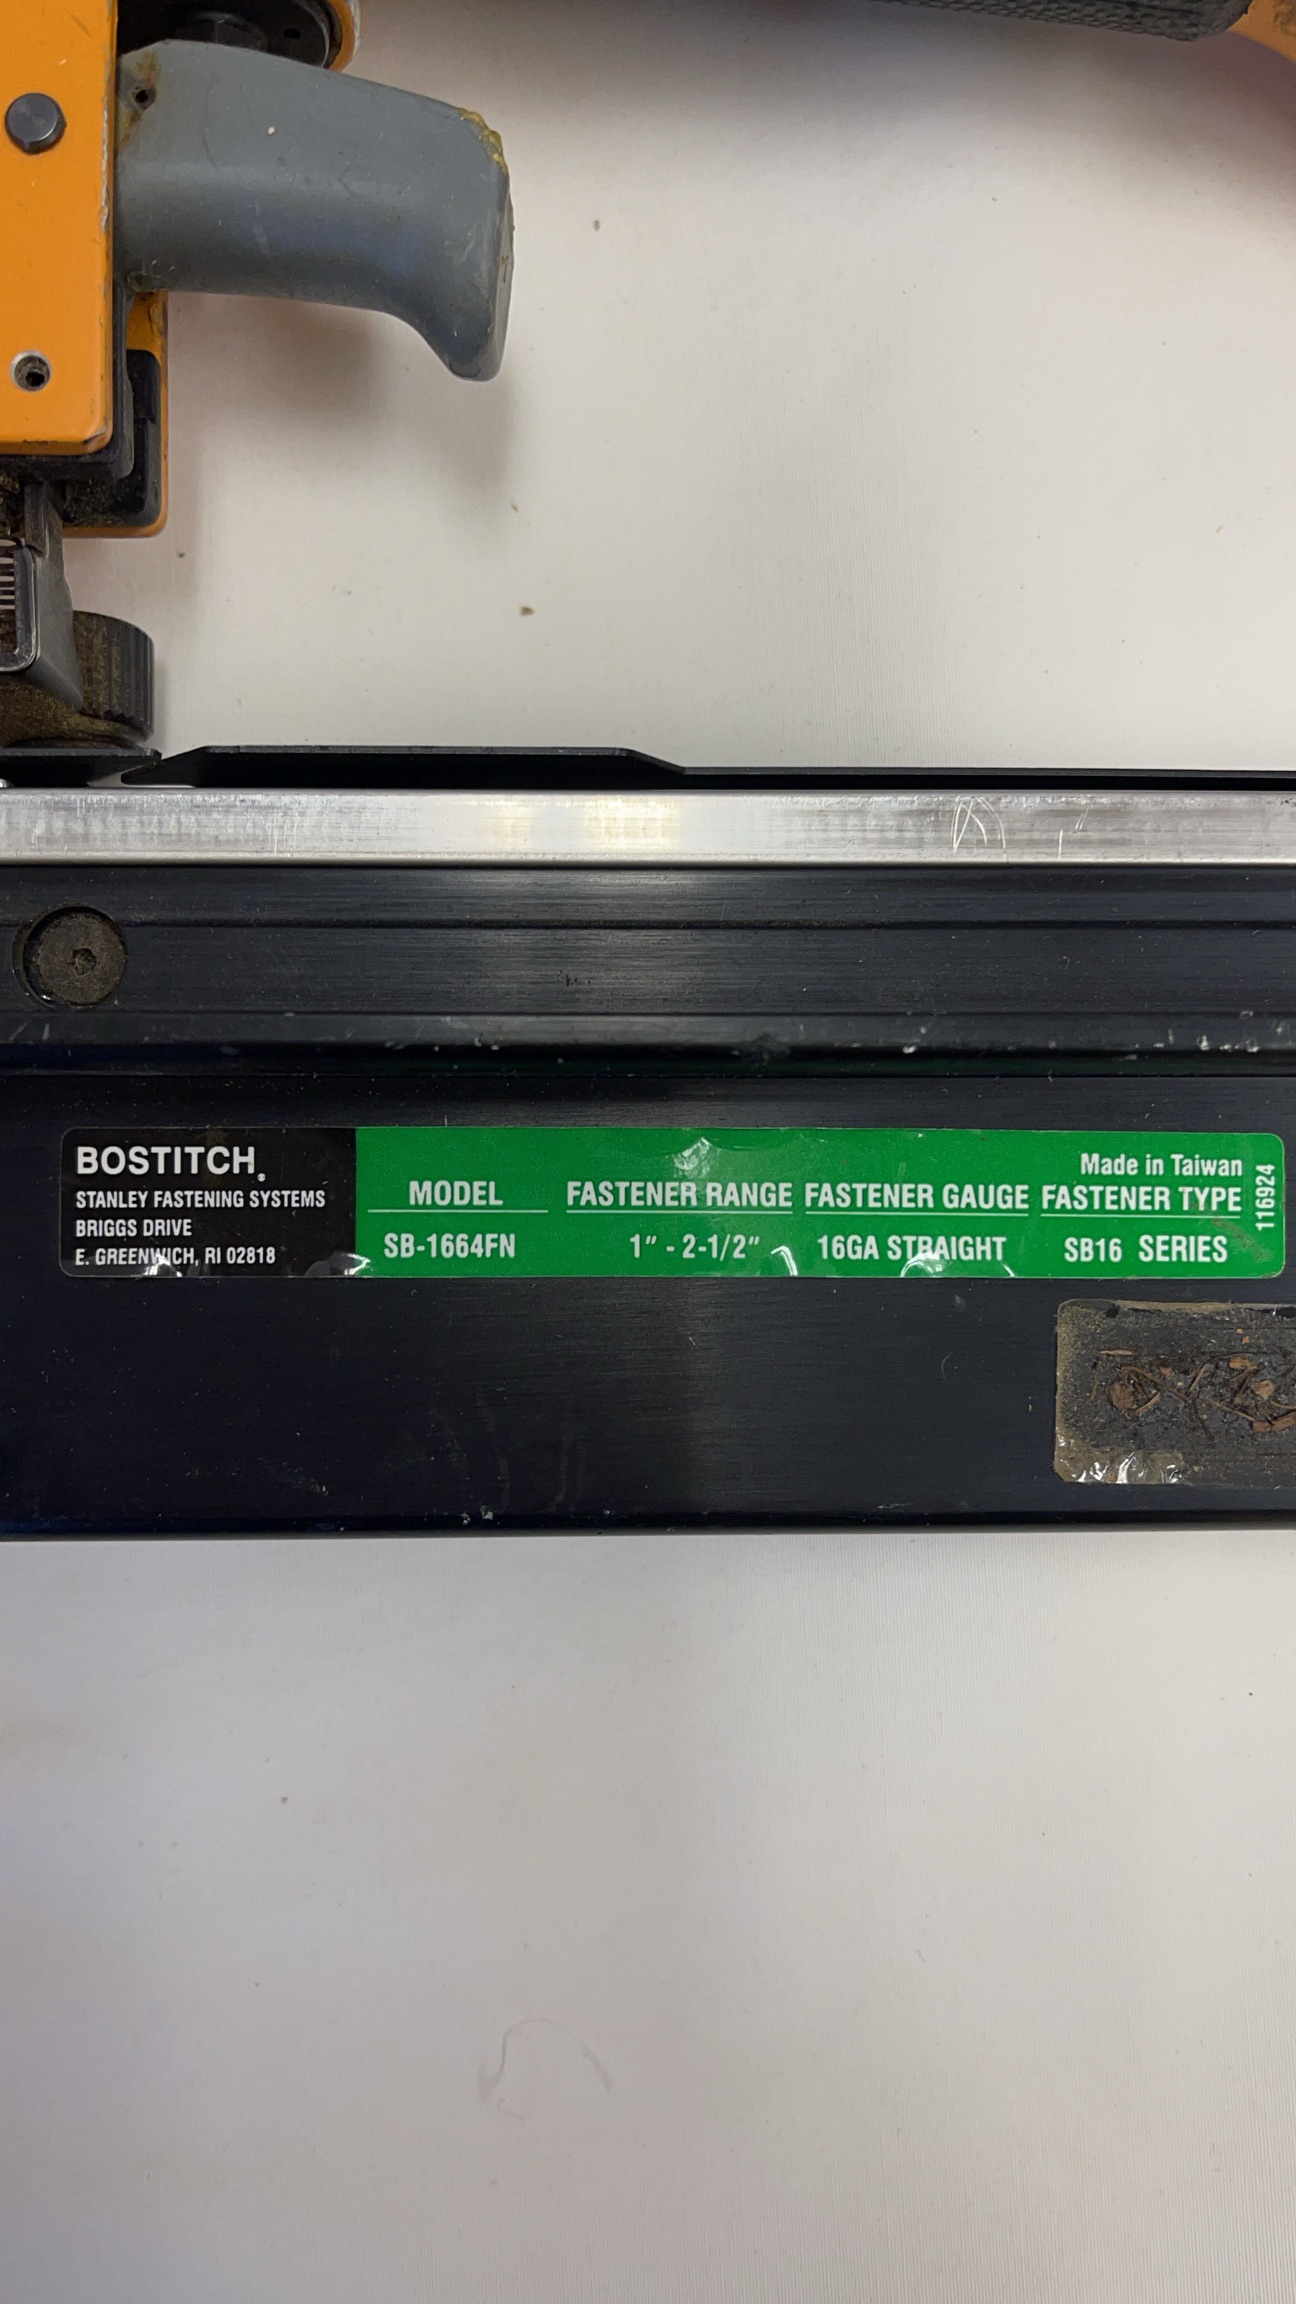 BOSTITCH®
STANLEY FASTENING SYSTEMS
BRIGGS DRIVE
E. GREENWICH, RI 02818
Made in Taiwan
MODEL FASTENER RANGE FASTENER GAUGE FASTENER TYPE
SB-1664FN 1" - 2-1/2" 16GA STRAIGHT SB16 SERIES
116924